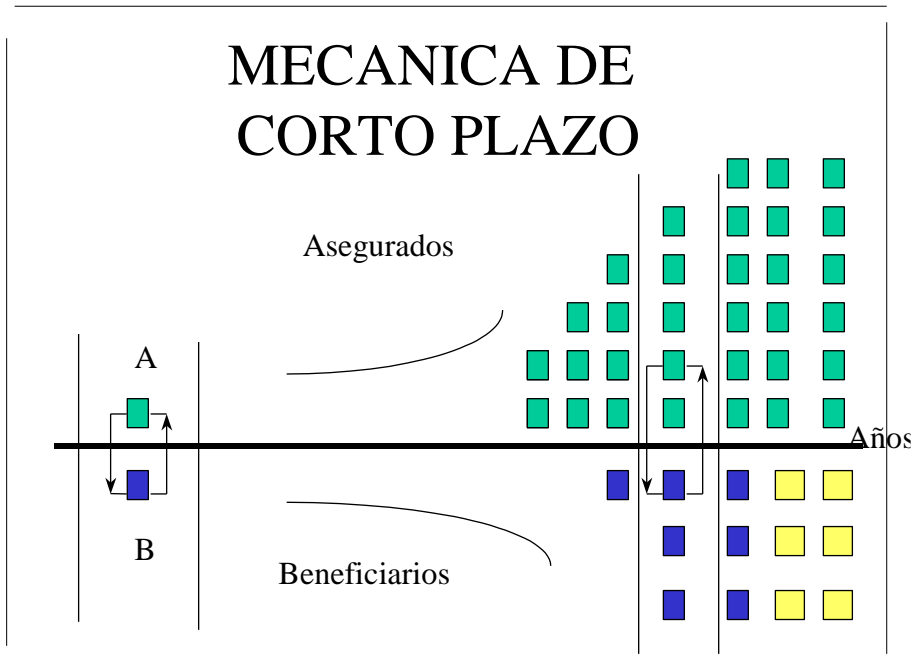 MECANICA DE
CORTO PLAZO
Asegurados
A
Años
B
Beneficiarios